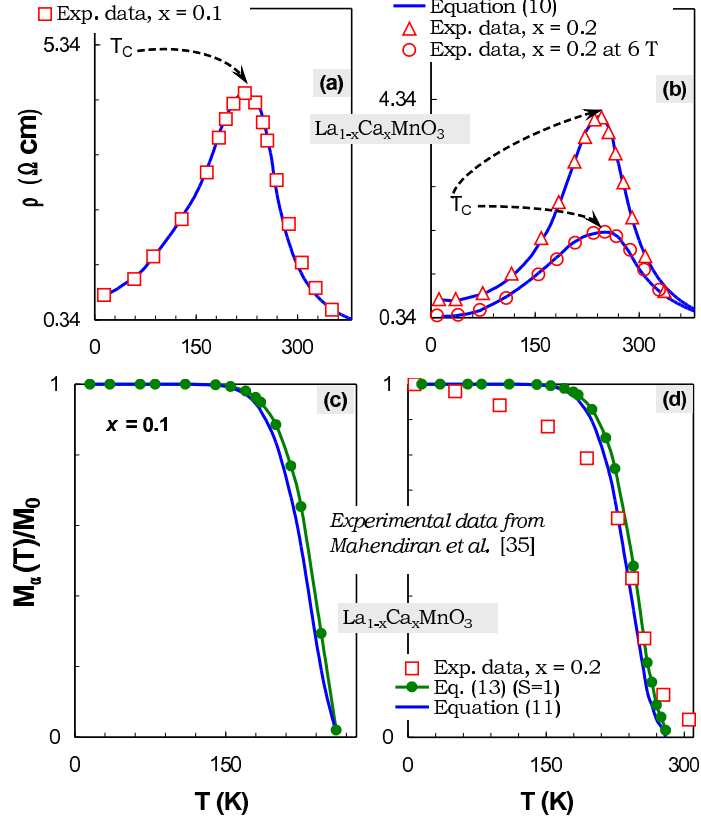 Exp. data, x = 0.1
5.34
T_C
(a)
ρ (Ω cm)
0.34
0
150
300
Equation (10)
Exp. data, x = 0.2
Exp. data, x = 0.2 at 6 T
(b)
4.34
La1-xCaxMnO3
T_C
0.34
0
150
300
1
(c)
x = 0.1
Mα(T)/M0
0
150
T (K)
1
(d)
Experimental data from
Mahendiran et al. [35]
La1-xCaxMnO3
Exp. data, x = 0.2
Eq. (13) (S=1)
Equation (11)
0
0
150
300
T (K)